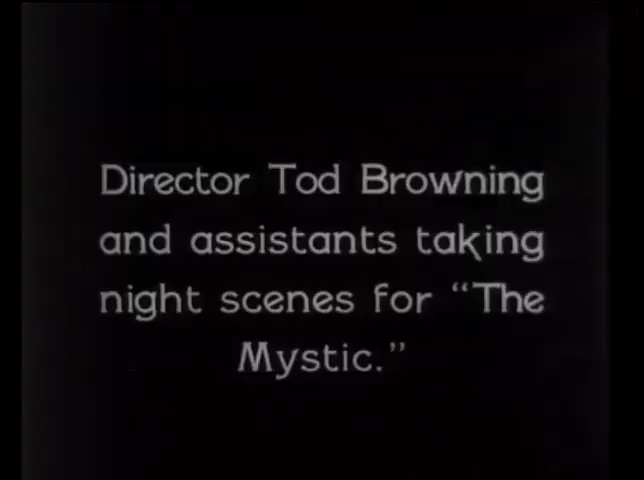 Director Tod Browning
and assistants taking
night scenes for “The
Mystic.”